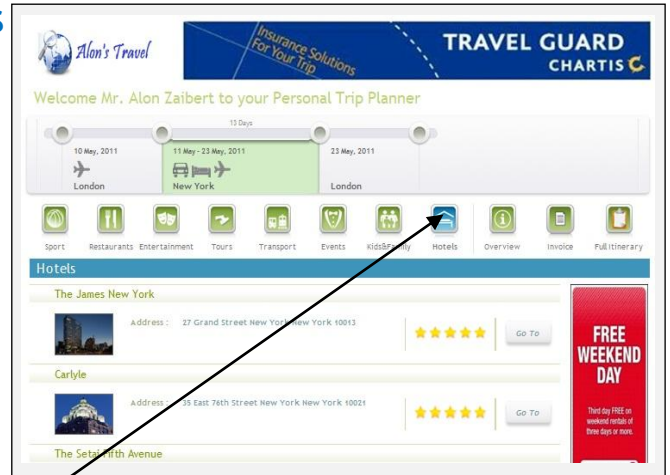 s
Alon's Travel
Insurance Solutions
For Your Trip
TRAVEL GUARD
CHARTIS
Welcome Mr. Alon Zaibert to your Personal Trip Planner
13 Days
10 May, 2011
11 May - 23 May, 2011
23 May, 2011
London
New York
London
Sport
Restaurants
Entertainment
Tours
Transport
Events
Kids&Family
Hotels
Overview
Invoice
Full Itinerary
Hotels
The James New York
Address : 27 Grand Street New York New York 10013
Go To
Carlyle
Address : 35 East 76th Street New York New York 10021
Go To
The Setai Fifth Avenue
FREE
WEEKEND
DAY
Third day FREE on
weekend rentals of
three days or more.